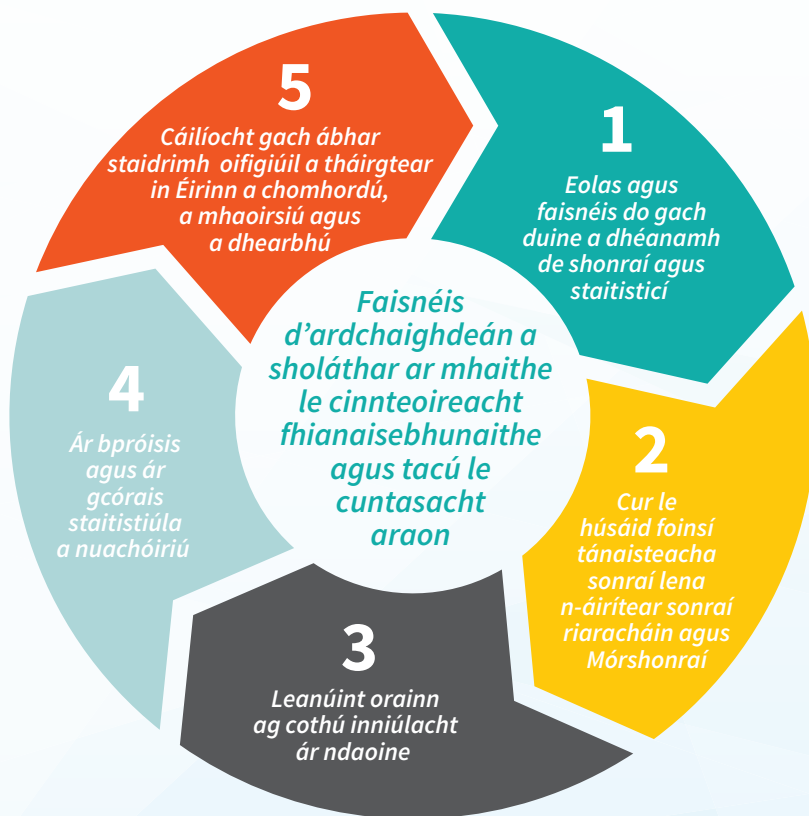 1
Eolas agus
faisnéis do gach
duine a dhéanamh
de shonraí agus
staitisticí
2
Cur le
húsáid foinsí
tánaisteacha
sonraí lena
n-áirítear sonraí
riaracháin agus
Mórshonraí
3
Leanúint orainn
ag cothú inniúlacht
ár ndaoine
4
Ár bpróisis
agus ár
gcórais
staitistiúla
a nuachóiriú
5
Cáilíocht gach ábhar
staidrimh oifigiúil a tháirgtear
in Éirinn a chomhordú,
a mhaoirsiú agus
a dhearbhú
Faisnéis
d'ardchaighdeán a
sholáthar ar mhaithe
le cinnteoireacht
fhianaisebhunaithe
agus tacú le
cuntasacht
araon